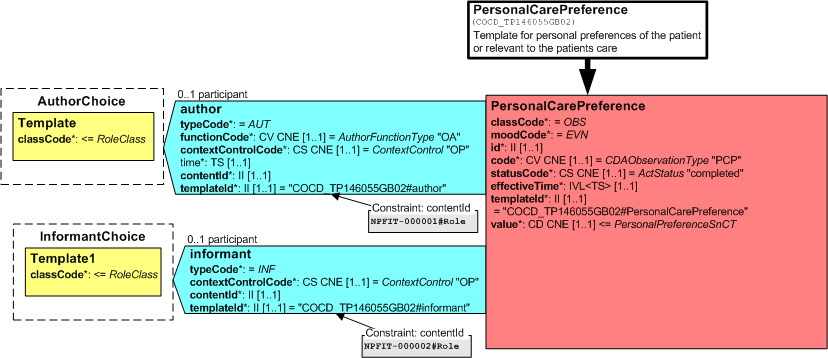 PersonalCarePreference
(COCD_TP146055GB02)
Template for personal preferences of the patient
or relevant to the patients care
0..1 participant
AuthorChoice
Template
classCode*: <= RoleClass
author
typeCode*: = AUT
functionCode*: CV CNE [1..1] = AuthorFunctionType "OA"
contextControlCode*: CS CNE [1..1] = ContextControl "OP"
time*: TS [1..1]
contentId*: II [1..1]
templateId*: II [1..1] = "COCD_TP146055GB02#author"
Constraint: contentId
NPFIT-000001#Role
PersonalCarePreference
classCode*: = OBS
moodCode*: = EVN
id*: II [1..1]
code*: CV CNE [1..1] = CDAObservationType "PCP"
statusCode*: CS CNE [1..1] = ActStatus "completed"
effectiveTime*: IVL<TS> [1..1]
templateId*: II [1..1]
= "COCD_TP146055GB02#PersonalCarePreference"
value*: CD CNE [1..1] <= PersonalPreferenceSnCT
0..1 participant
InformantChoice
Template1
classCode*: <= RoleClass
informant
typeCode*: = INF
contextControlCode*: CS CNE [1..1] = ContextControl "OP"
contentId*: II [1..1]
templateId*: II [1..1] = "COCD_TP146055GB02#informant"
Constraint: contentId
NPFIT-000002#Role